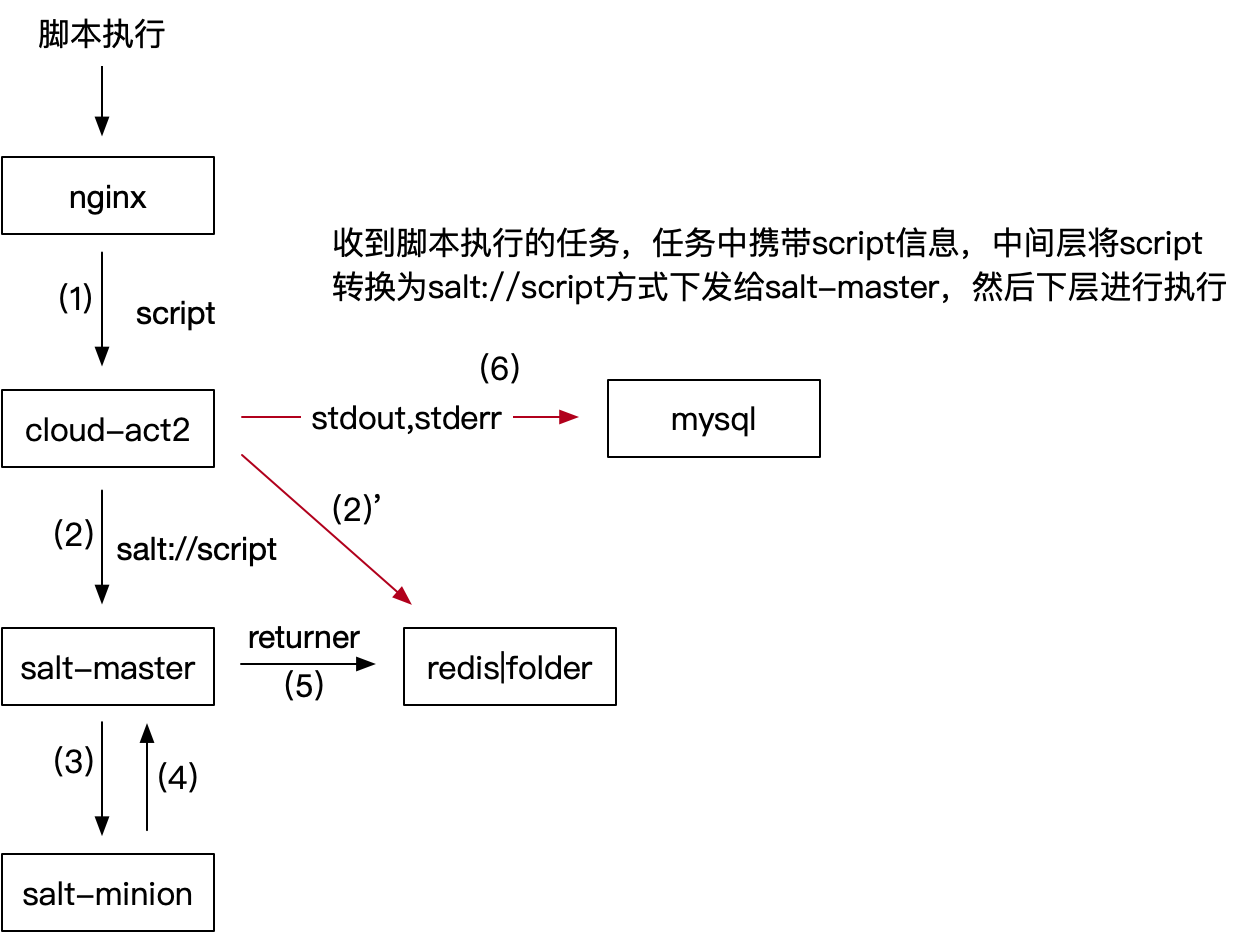 脚本执行
nginx
收到脚本执行的任务，任务中携带script信息，中间层将script
转换为salt://script方式下发给salt-master，然后下层进行执行
(1)
script
(6)
cloud-act2
stdout,stderr
mysql
(2)’
(2)
salt://script
returner
salt-master
redis|folder
(5)
(3)
(4)
salt-minion